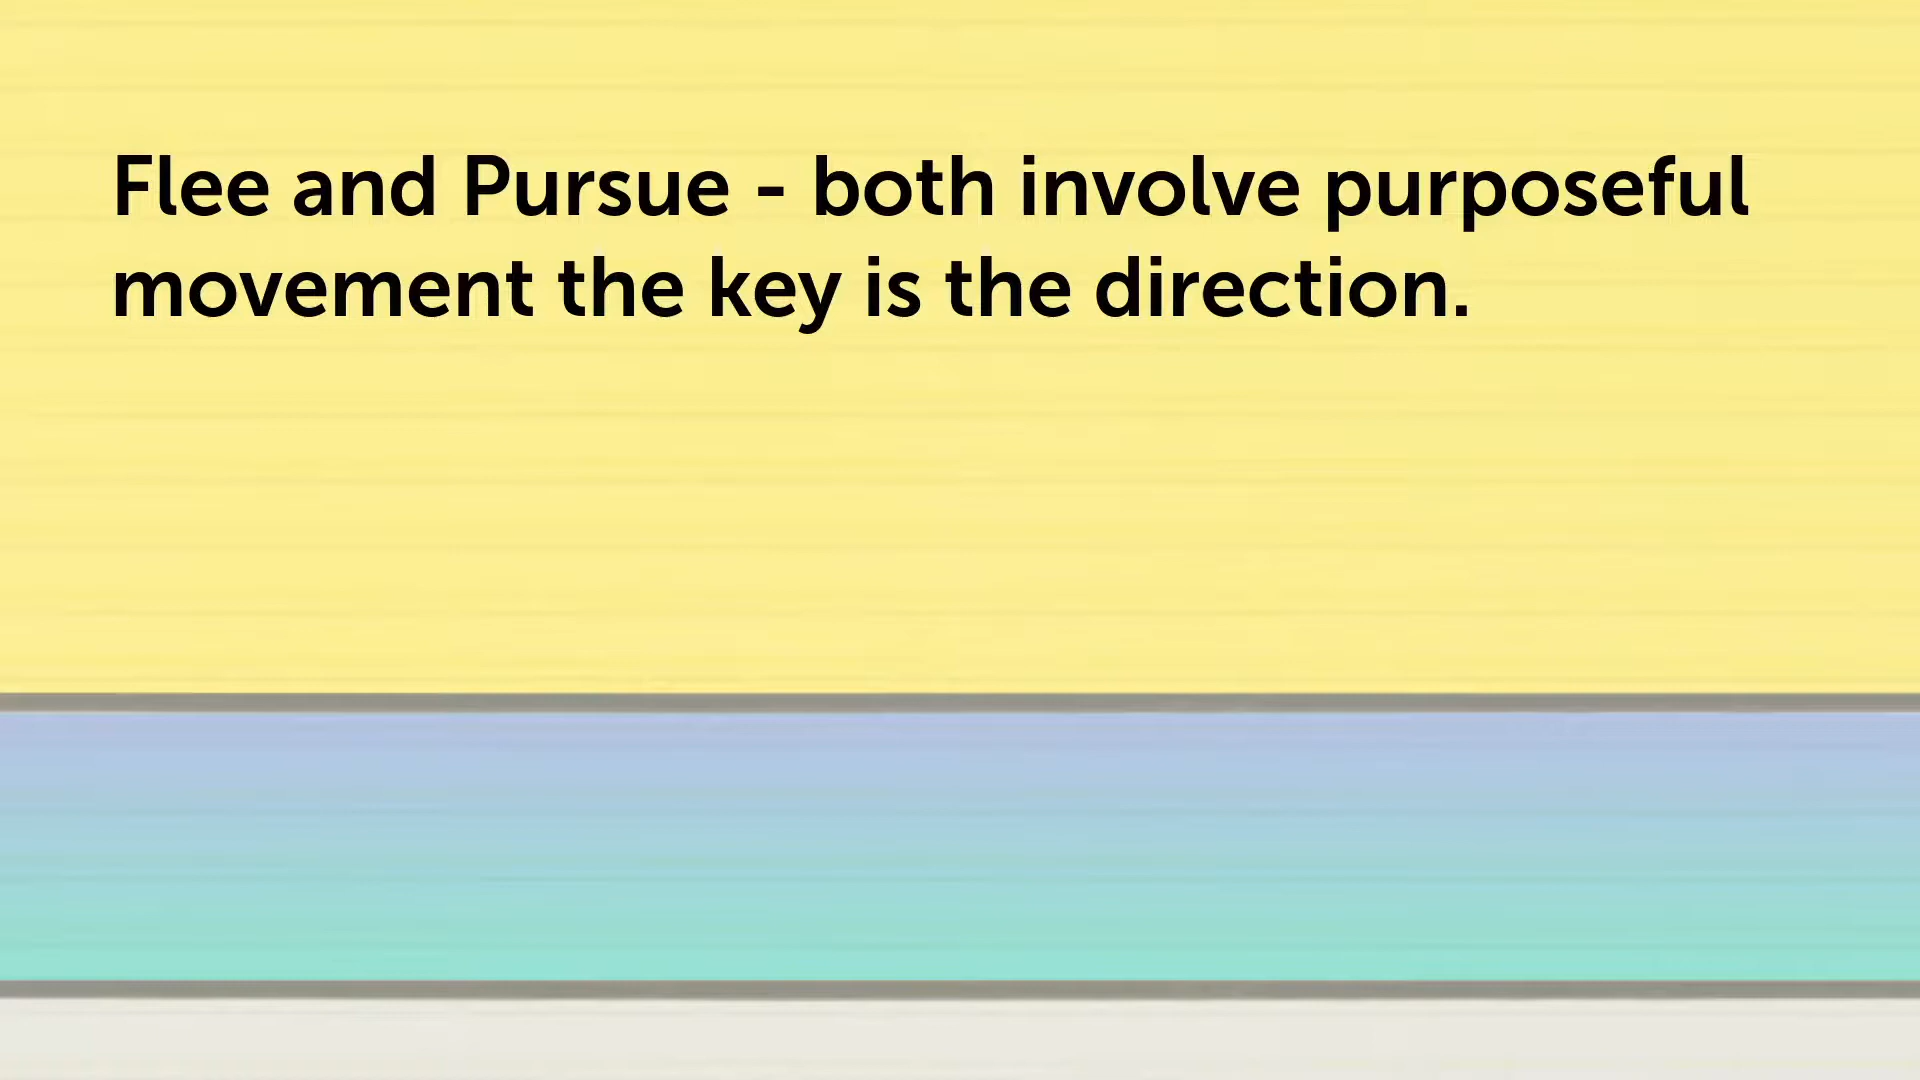 Flee and Pursue - both involve purposeful
movement the key is the direction.